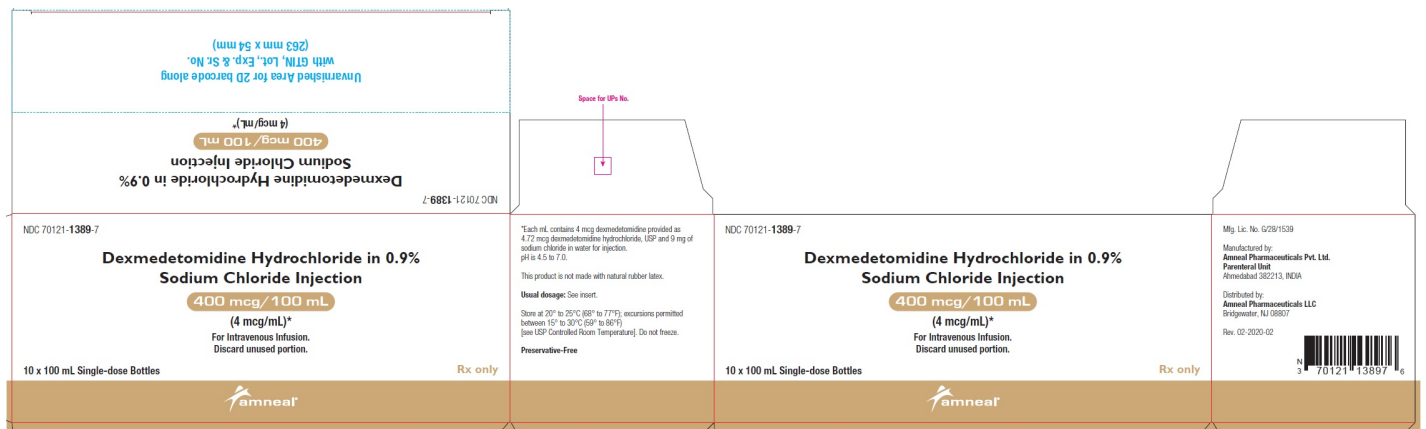 Unvarnished Area for 2D barcode along
with GTIN, Lot., Exp. & Sr. No.
(263 mm x 54 mm)
NDC 70121-1389-7
Dexmedetomidine Hydrochloride in 0.9%
Sodium Chloride Injection
400 mcg/100 mL
(4 mcg/mL)*
Space for UPs No.
NDC 70121-1389-7
Dexmedetomidine Hydrochloride in 0.9%
Sodium Chloride Injection
400 mcg/100 mL
(4 mcg/mL)*
For Intravenous Infusion.
Discard unused portion.
10 x 100 mL Single-dose Bottles
Rx only
amneal
*Each mL contains 4 mcg dexmedetomidine provided as
4.72 mcg dexmedetomidine hydrochloride, USP and 9 mg of
sodium chloride in water for injection.
pH is 4.5 to 7.0.
This product is not made with natural rubber latex.
Usual dosage: See insert.
Store at 20° to 25°C (68° to 77°F); excursions permitted
between 15° to 30°C (59° to 86°F)
[see USP Controlled Room Temperature]. Do not freeze.
Preservative-Free
NDC 70121-1389-7
Dexmedetomidine Hydrochloride in 0.9%
Sodium Chloride Injection
400 mcg/100 mL
(4 mcg/mL)*
For Intravenous Infusion.
Discard unused portion.
10 x 100 mL Single-dose Bottles
Rx only
amneal
Mfg. Lic. No. G/28/1539
Manufactured by:
Amneal Pharmaceuticals Pvt. Ltd.
Parenteral Unit
Ahmedabad 382213, INDIA
Distributed by:
Amneal Pharmaceuticals LLC
Bridgewater, NJ 08807
Rev. 02-2020-02
N
3 70121 13897 6